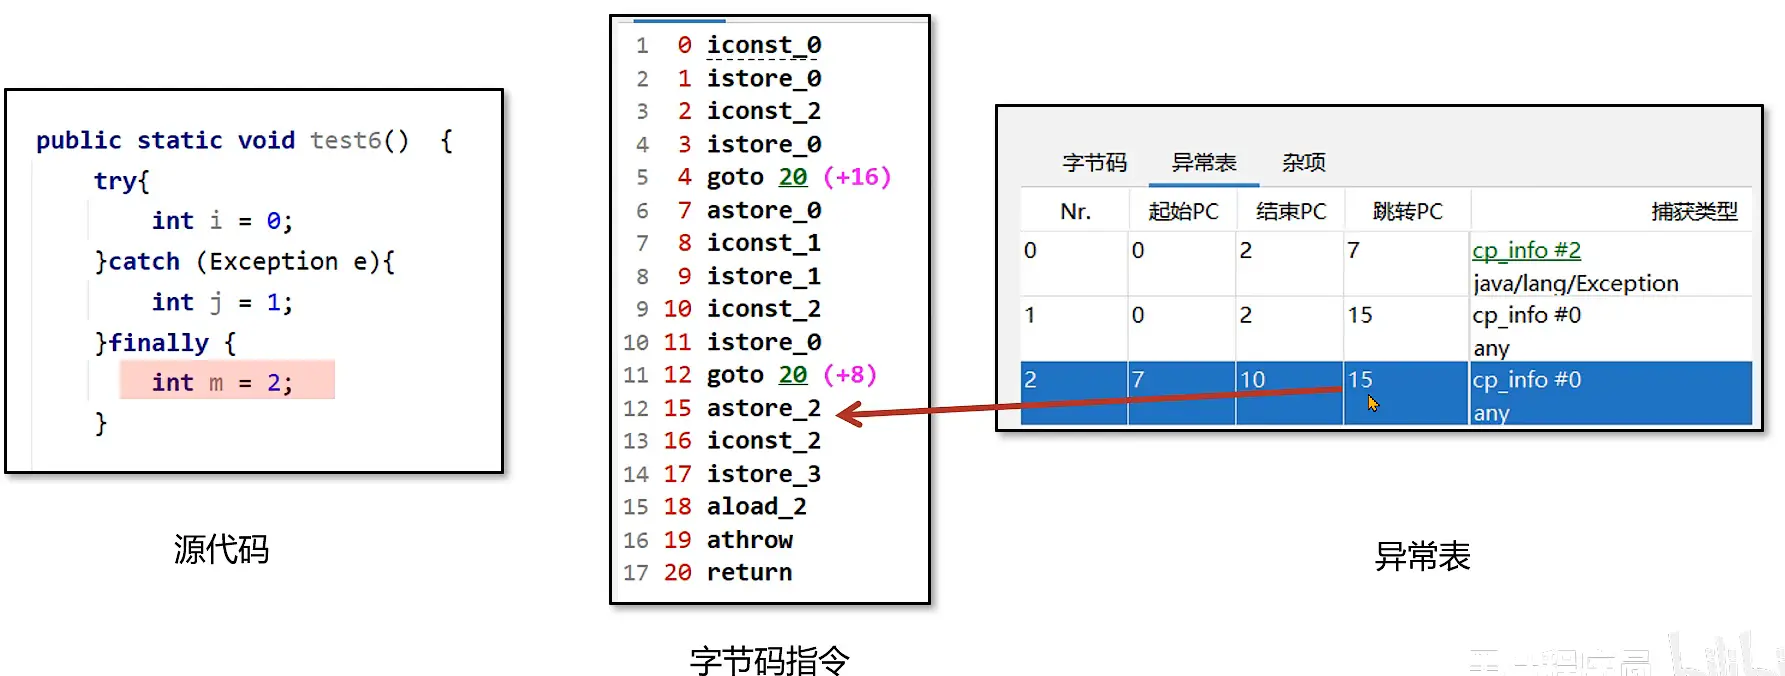 public static void test6() {
try{
int i = 0;
}catch (Exception e){
int j = 1;
}finally {
int m = 2;
}
源代码
1 0 iconst_0
2 1 istore_0
3 2 iconst_2
4 3 istore_0
5 4 goto 20 (+16)
6 7 astore_0
7 8 iconst_1
8 9 istore_1
9 10 iconst_2
10 11 istore_0
11 12 goto 20 (+8)
12 15 astore_2
13 16 iconst_2
14 17 istore_3
15 18 aload_2
16 19 athrow
17 20 return
字节码指令
字节码 异常表 杂项
Nr. 起始PC 结束PC 跳转PC 捕获类型
0 0 2 7 cp_info #2
java/lang/Exception
1 0 2 15 cp_info #0
any
2 7 10 15 cp_info #0
any
异常表